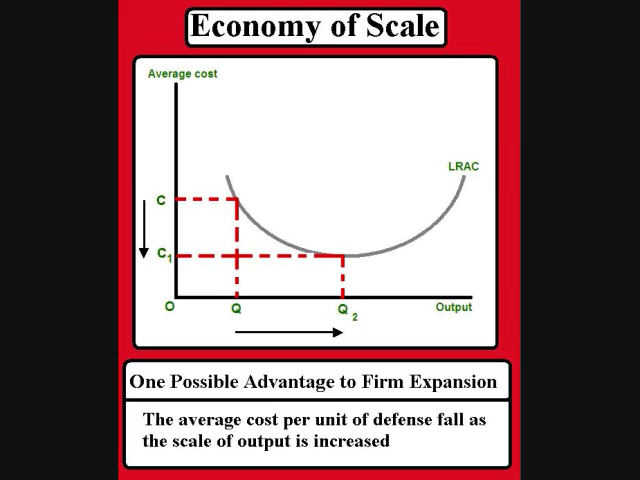 Economy of Scale
Average cost
LRAC
C
C1
O
Q
Q2
Output
One Possible Advantage to Firm Expansion
The average cost per unit of defense fall as
the scale of output is increased